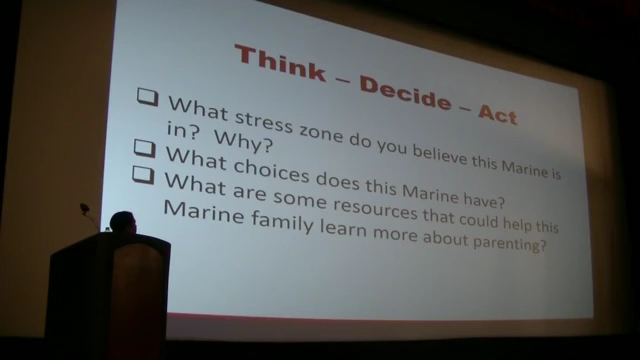 Think – Decide – Act
What stress zone do you believe this Marine is
in? Why?
What choices does this Marine have?
What are some resources that could help this
Marine family learn more about parenting?